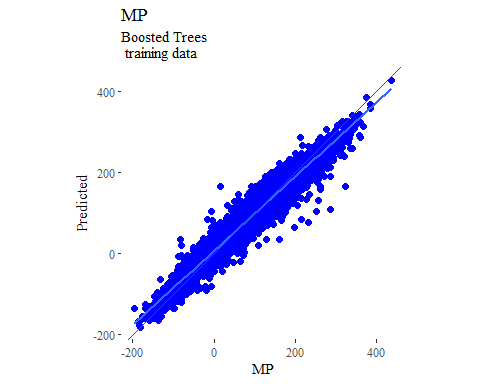 MP
Boosted Trees
training data
400
200
0
-200
Predicted
-200 0 200 400
MP